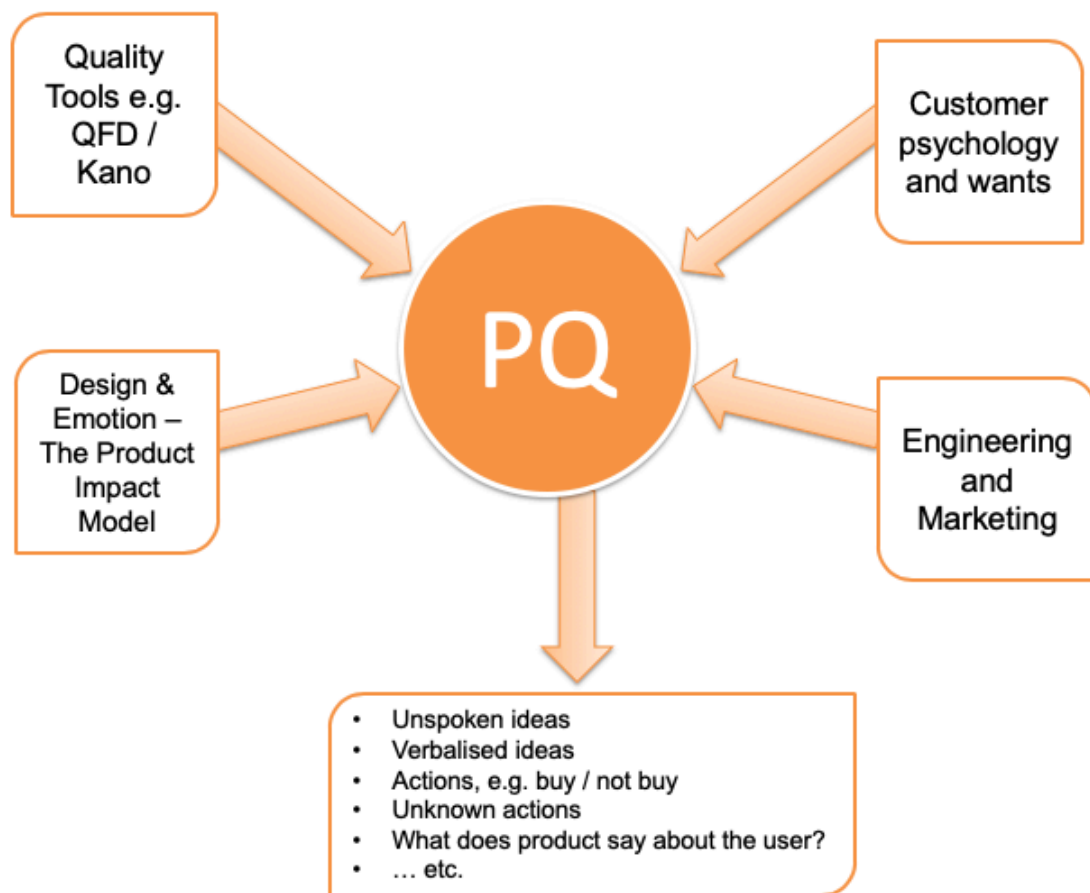 Quality
Tools e.g.
QFD /
Kano
Customer
psychology
and wants
PQ
Design &
Emotion –
The Product
Impact
Model
Engineering
and
Marketing
• Unspoken ideas
• Verbalised ideas
• Actions, e.g. buy / not buy
• Unknown actions
• What does product say about the user?
• … etc.